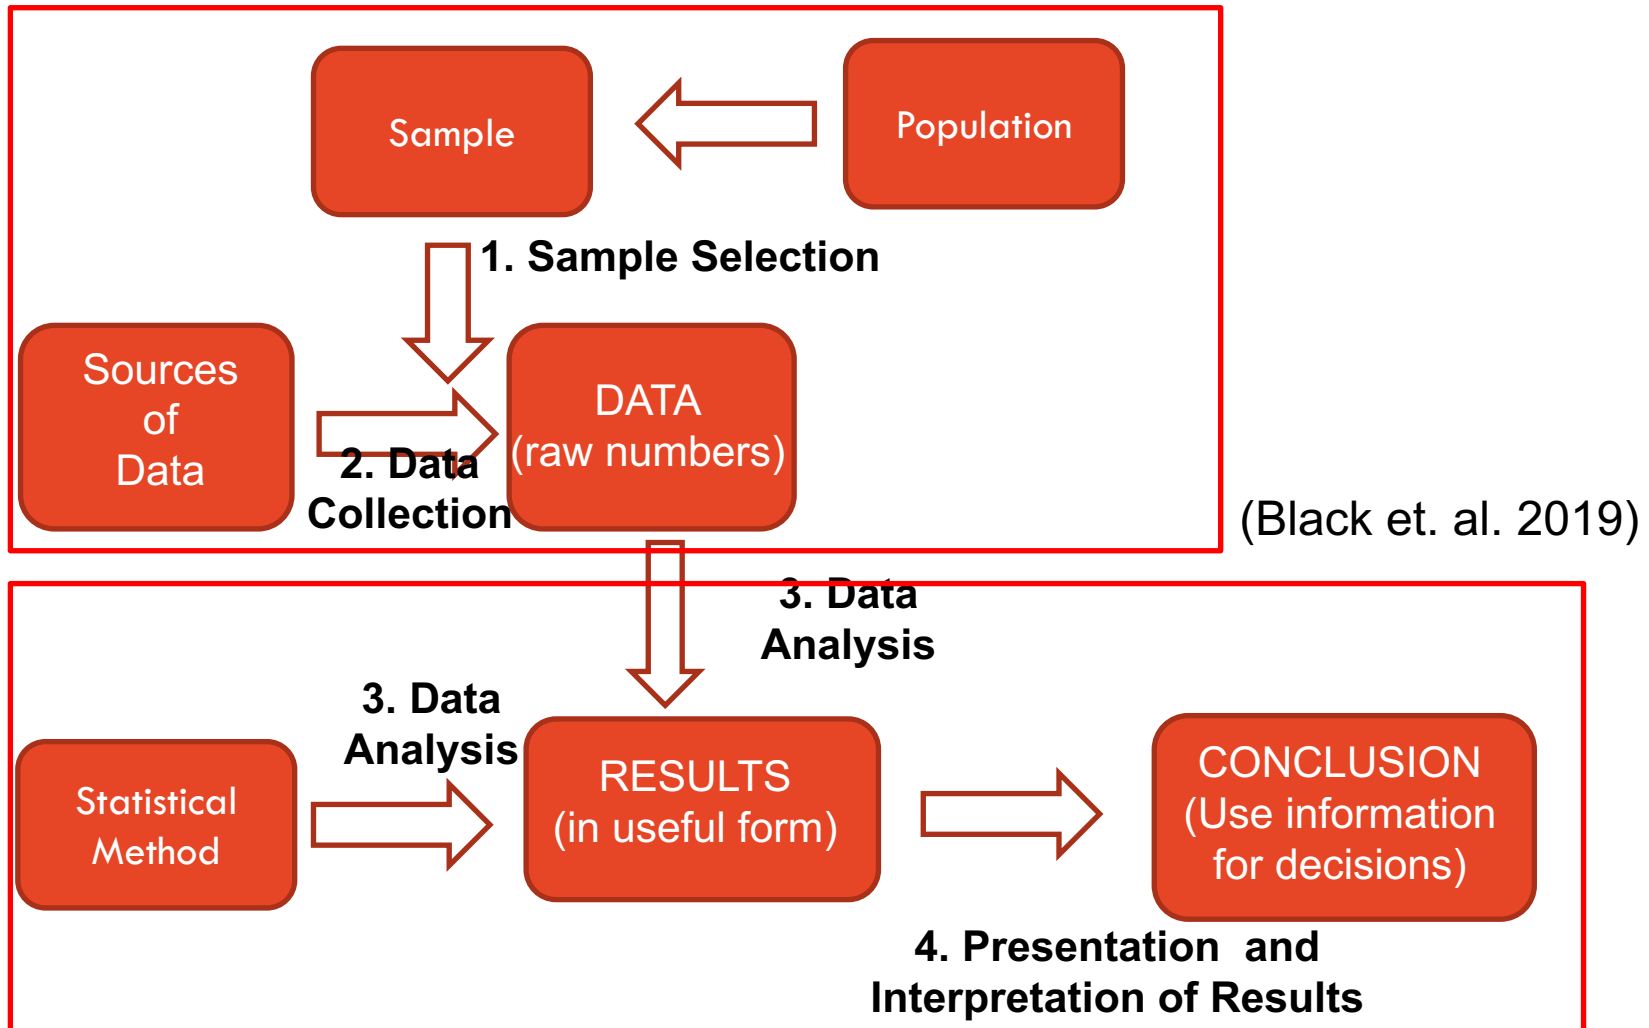 Sample
Population
1. Sample Selection
Sources
of
Data
2. Data
Collection
DATA
(raw numbers)
(Black et. al. 2019)
3. Data
Analysis
3. Data
Analysis
Statistical
Method
RESULTS
(in useful form)
CONCLUSION
(Use information
for decisions)
4. Presentation and
Interpretation of Results